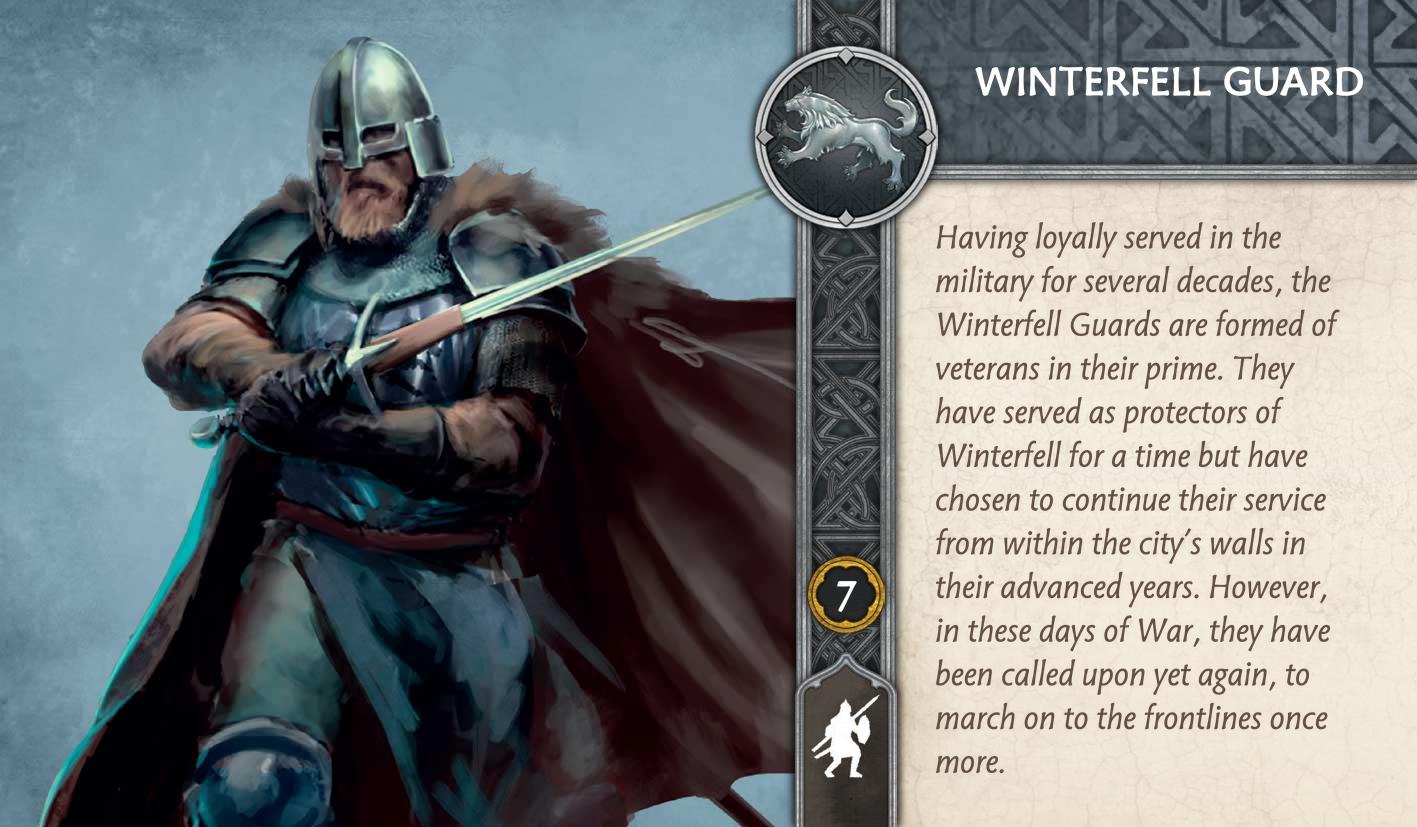 WINTERFELL GUARD
Having loyally served in the
military for several decades, the
Winterfell Guards are formed of
veterans in their prime. They
have served as protectors of
Winterfell for a time but have
chosen to continue their service
from within the city's walls in
their advanced years. However,
in these days of War, they have
been called upon yet again, to
march on to the frontlines once
more.
7